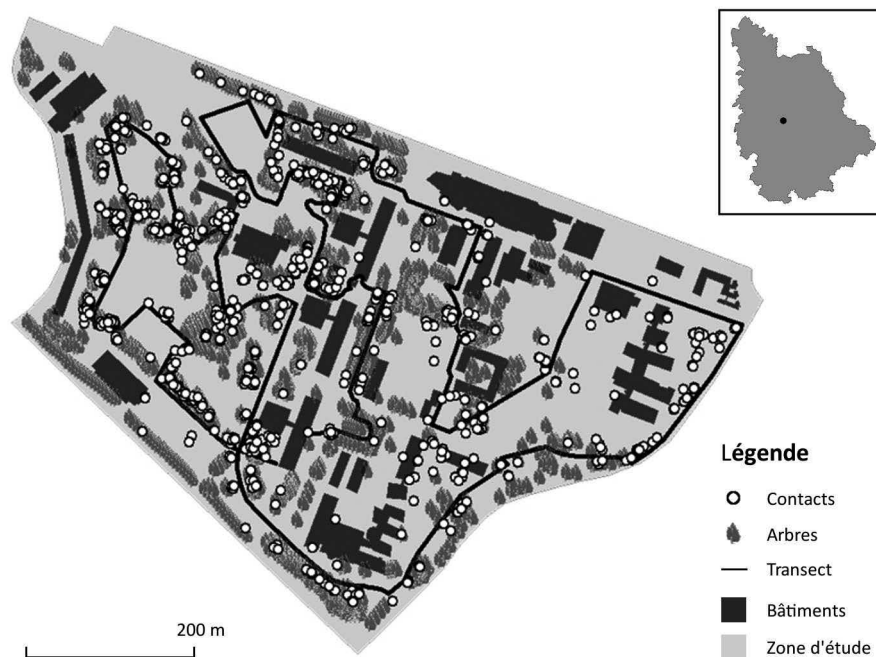 Légende
Contacts
Arbres
Transect
Bâtiments
Zone d'étude
200 m